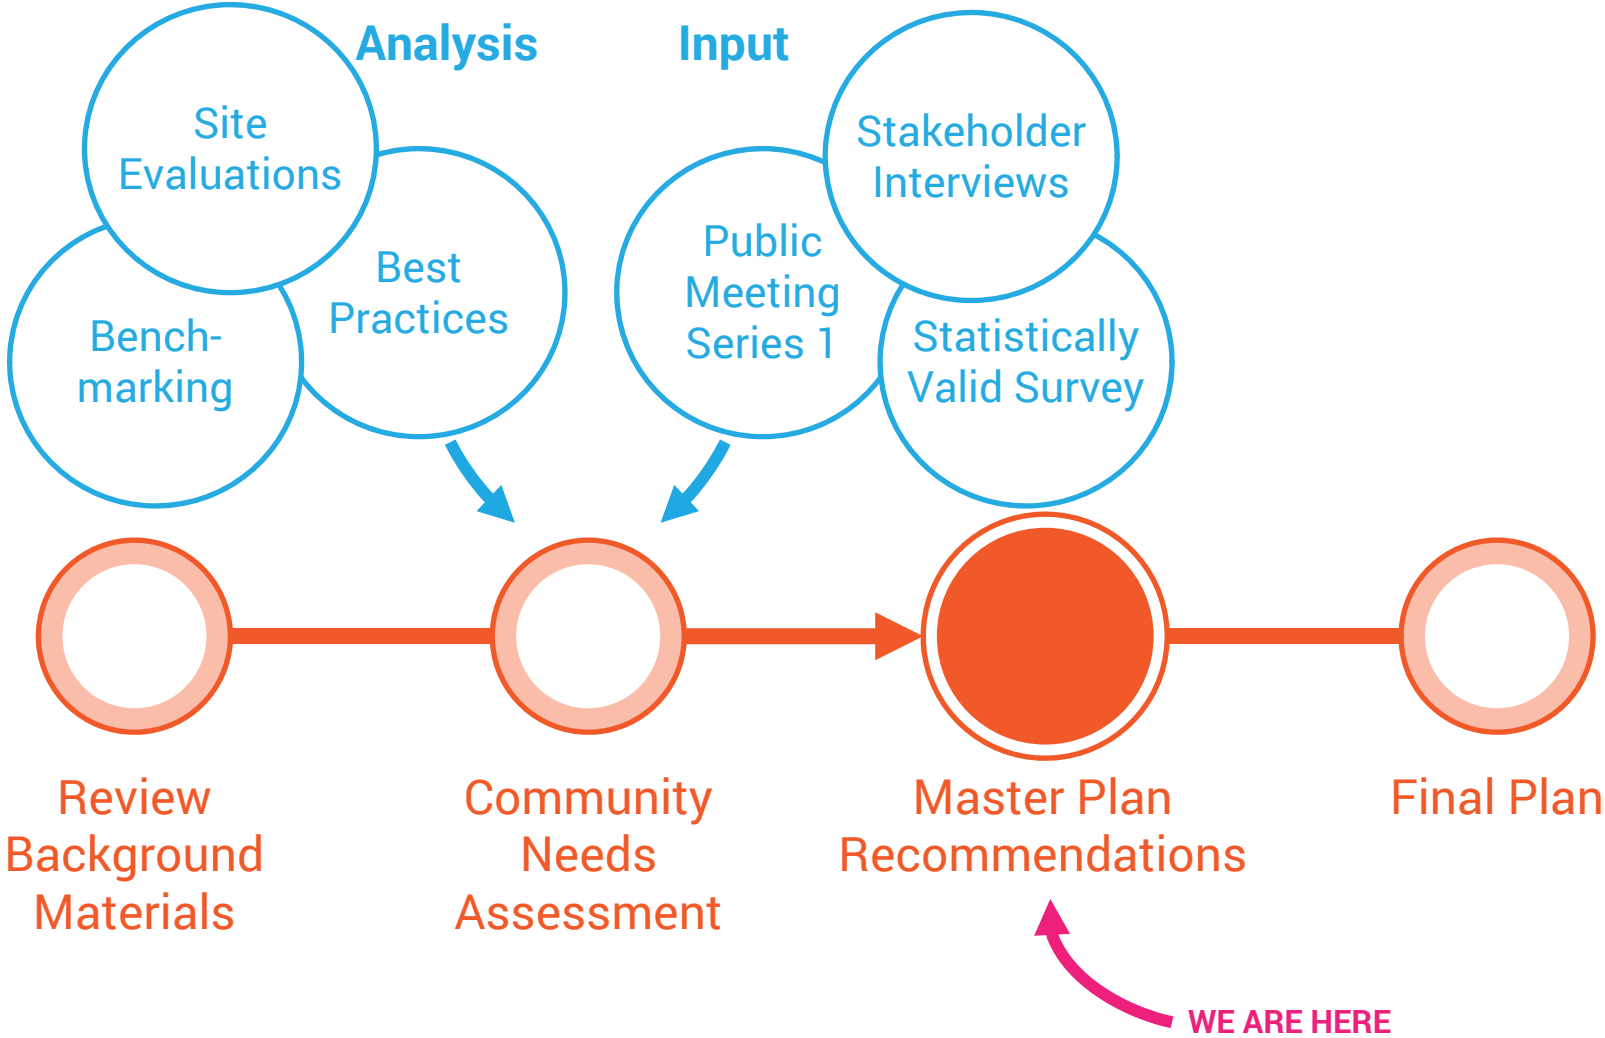 Analysis
Site
Evaluations
Best
Practices
Bench-
marking
Input
Stakeholder
Interviews
Public
Meeting
Series 1
Statistically
Valid Survey
Review
Background
Materials
Community
Needs
Assessment
Master Plan
Recommendations
Final Plan
WE ARE HERE